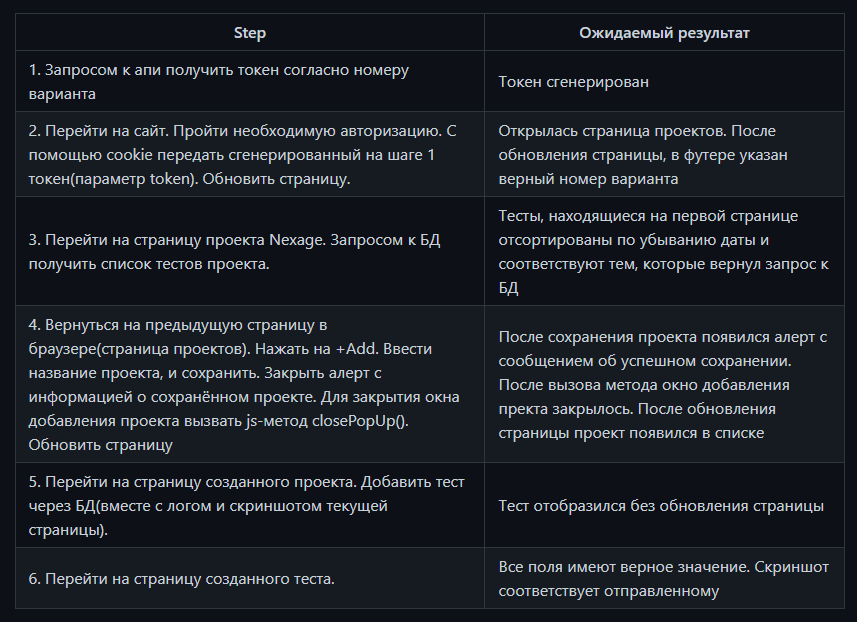 Step
Ожидаемый результат
1. Запросом к апи получить токен согласно номеру
варианта
Токен сгенерирован
2. Перейти на сайт. Пройти необходимую авторизацию. С
помощью cookie передать сгенерированный на шаге 1
токен(параметр token). Обновить страницу.
Открылась страница проектов. После
обновления страницы, в футере указан
верный номер варианта
3. Перейти на страницу проекта Nexage. Запросом к БД
получить список тестов проекта.
Тесты, находящиеся на первой странице
отсортированы по убыванию даты и
соответствуют тем, которые вернул запрос к
БД
4. Вернуться на предыдущую страницу в
браузере(страница проектов). Нажать на +Add. Ввести
название проекта, и сохранить. Закрыть алерт с
информацией о сохранённом проекте. Для закрытия окна
добавления проекта вызвать js-метод closePopUp().
Обновить страницу
После сохранения проекта появился алерт с
сообщением об успешном сохранении.
После вызова метода окно добавления
пректа закрылось. После обновления
страницы проект появился в списке
5. Перейти на страницу созданного проекта. Добавить тест
через БД(вместе с логом и скриншотом текущей
страницы).
Тест отобразился без обновления страницы
6. Перейти на страницу созданного теста.
Все поля имеют верное значение. Скриншот
соответствует отправленному